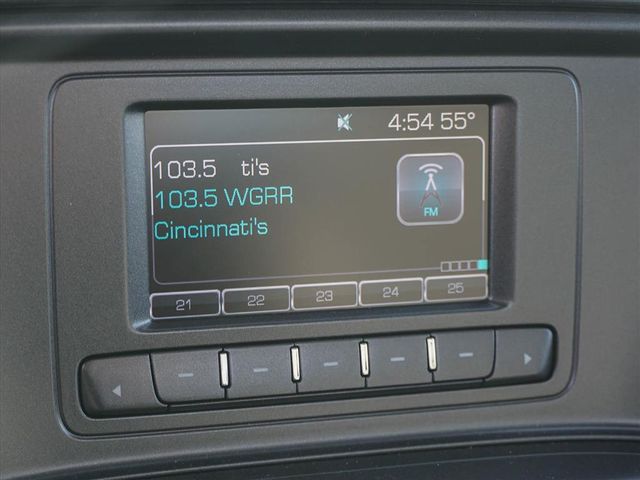 4:54 55°
103.5 ti's
103.5 WGRR
Cincinnati's
FM
21 22 23 24 25